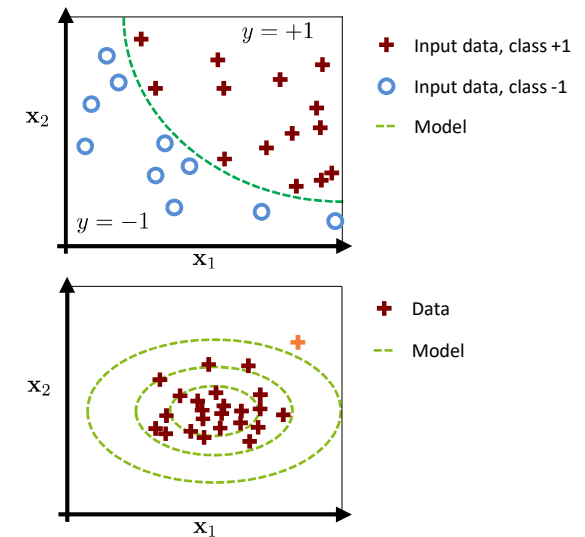 y = +1
Input data, class +1
Input data, class -1
Model
x₂
y = −1
x₁
Data
Model
x₂
x₁